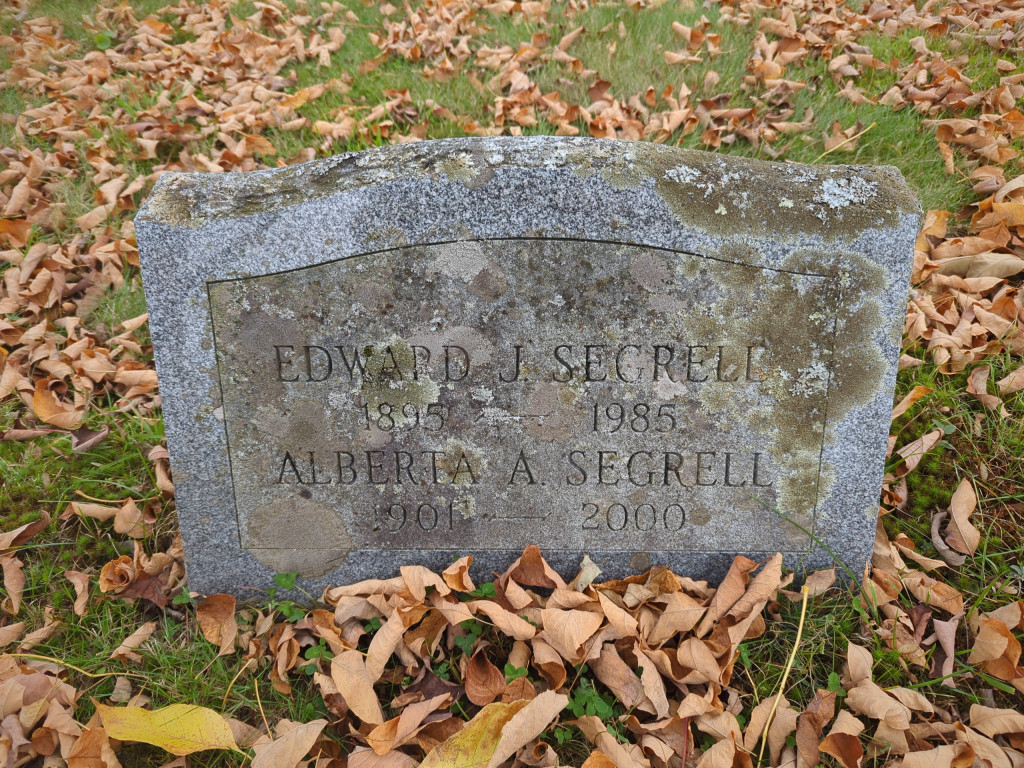 EDWARD J. SEGRELL
1895 — 1985
ALBERTA A. SEGRELL
1901 — 2000